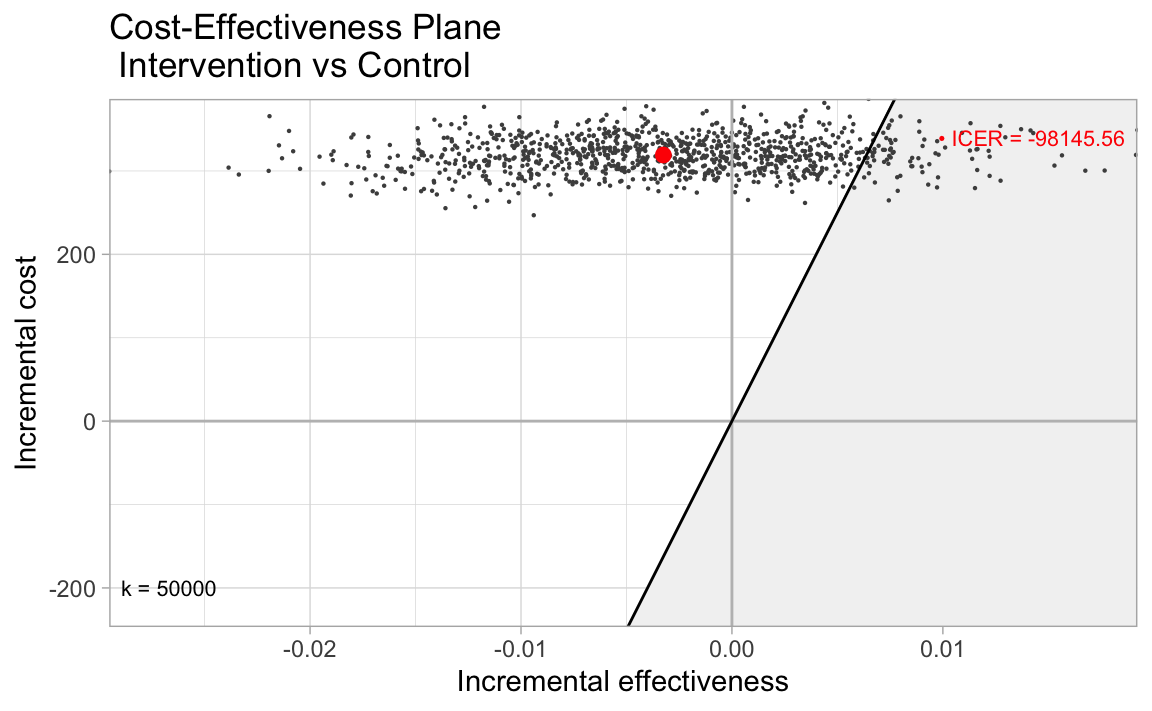 Cost-Effectiveness Plane
Intervention vs Control
ICER = -98145.56
200
0
-200
k = 50000
-0.02
-0.01
0.00
0.01
Incremental effectiveness
Incremental cost